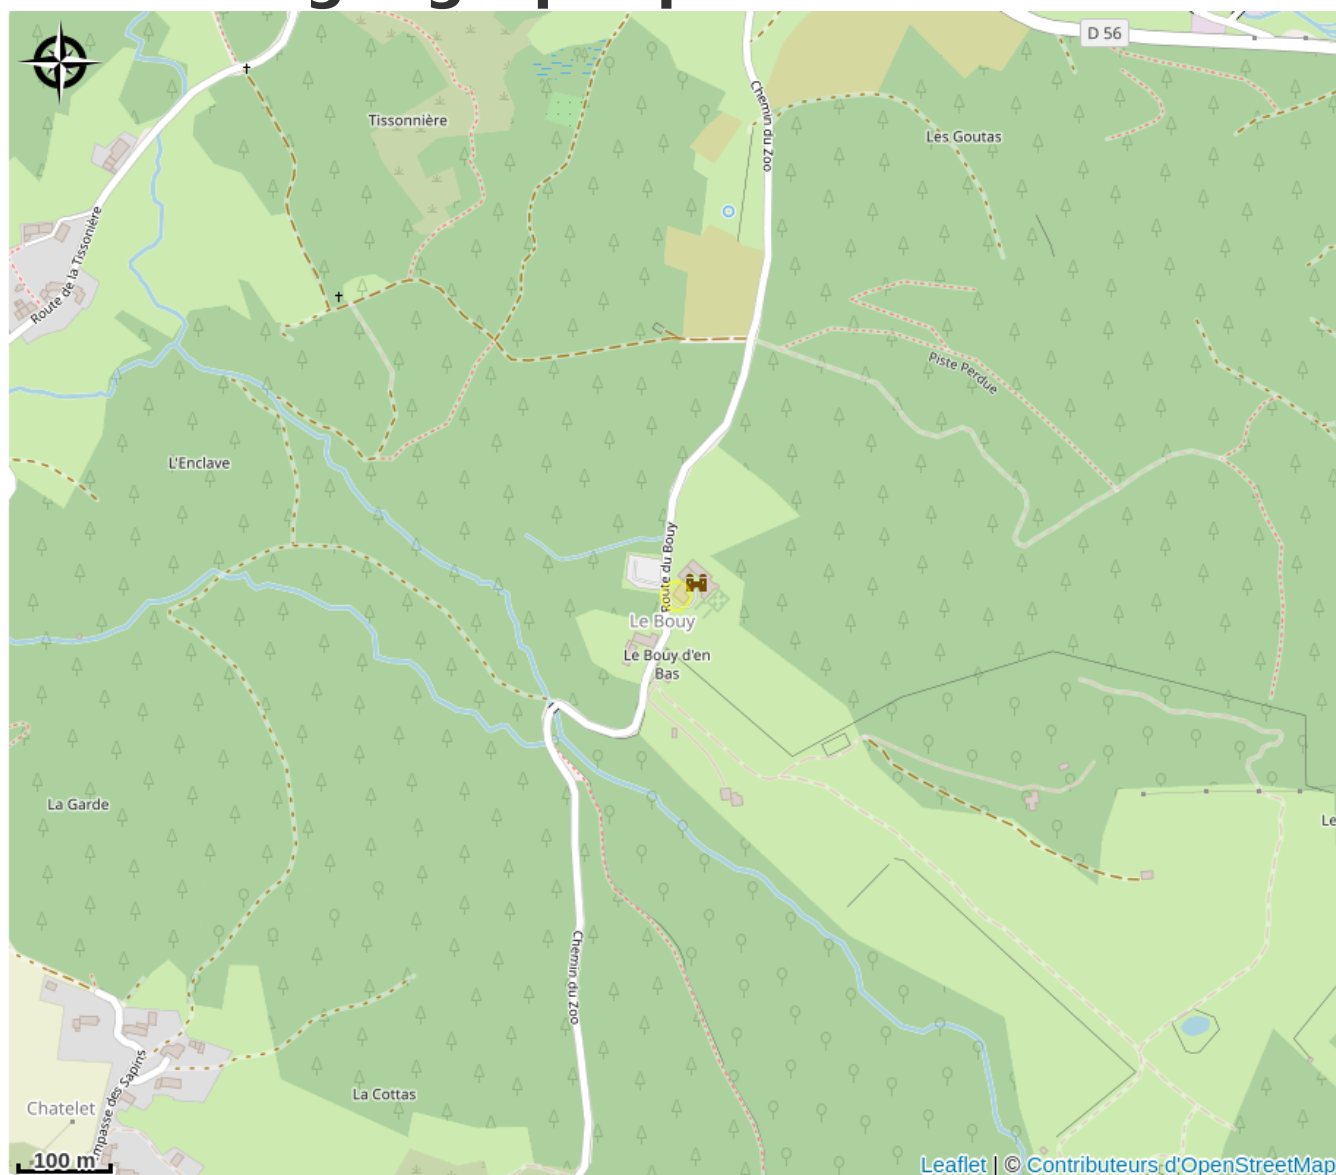 D 56
Chemin du Zoo
Tissonnière
Les Goutas
Route de la Tissonière
Piste Perdue
L'Enclave
Route du Bouy
Le Bouy
Le Bouy d'en
Bas
La Garde
Le
Chemin du Zoo
mpasse des Sapins
La Cottas
Chatelet
100 m
Leaflet | © Contributeurs d'OpenStreetMap